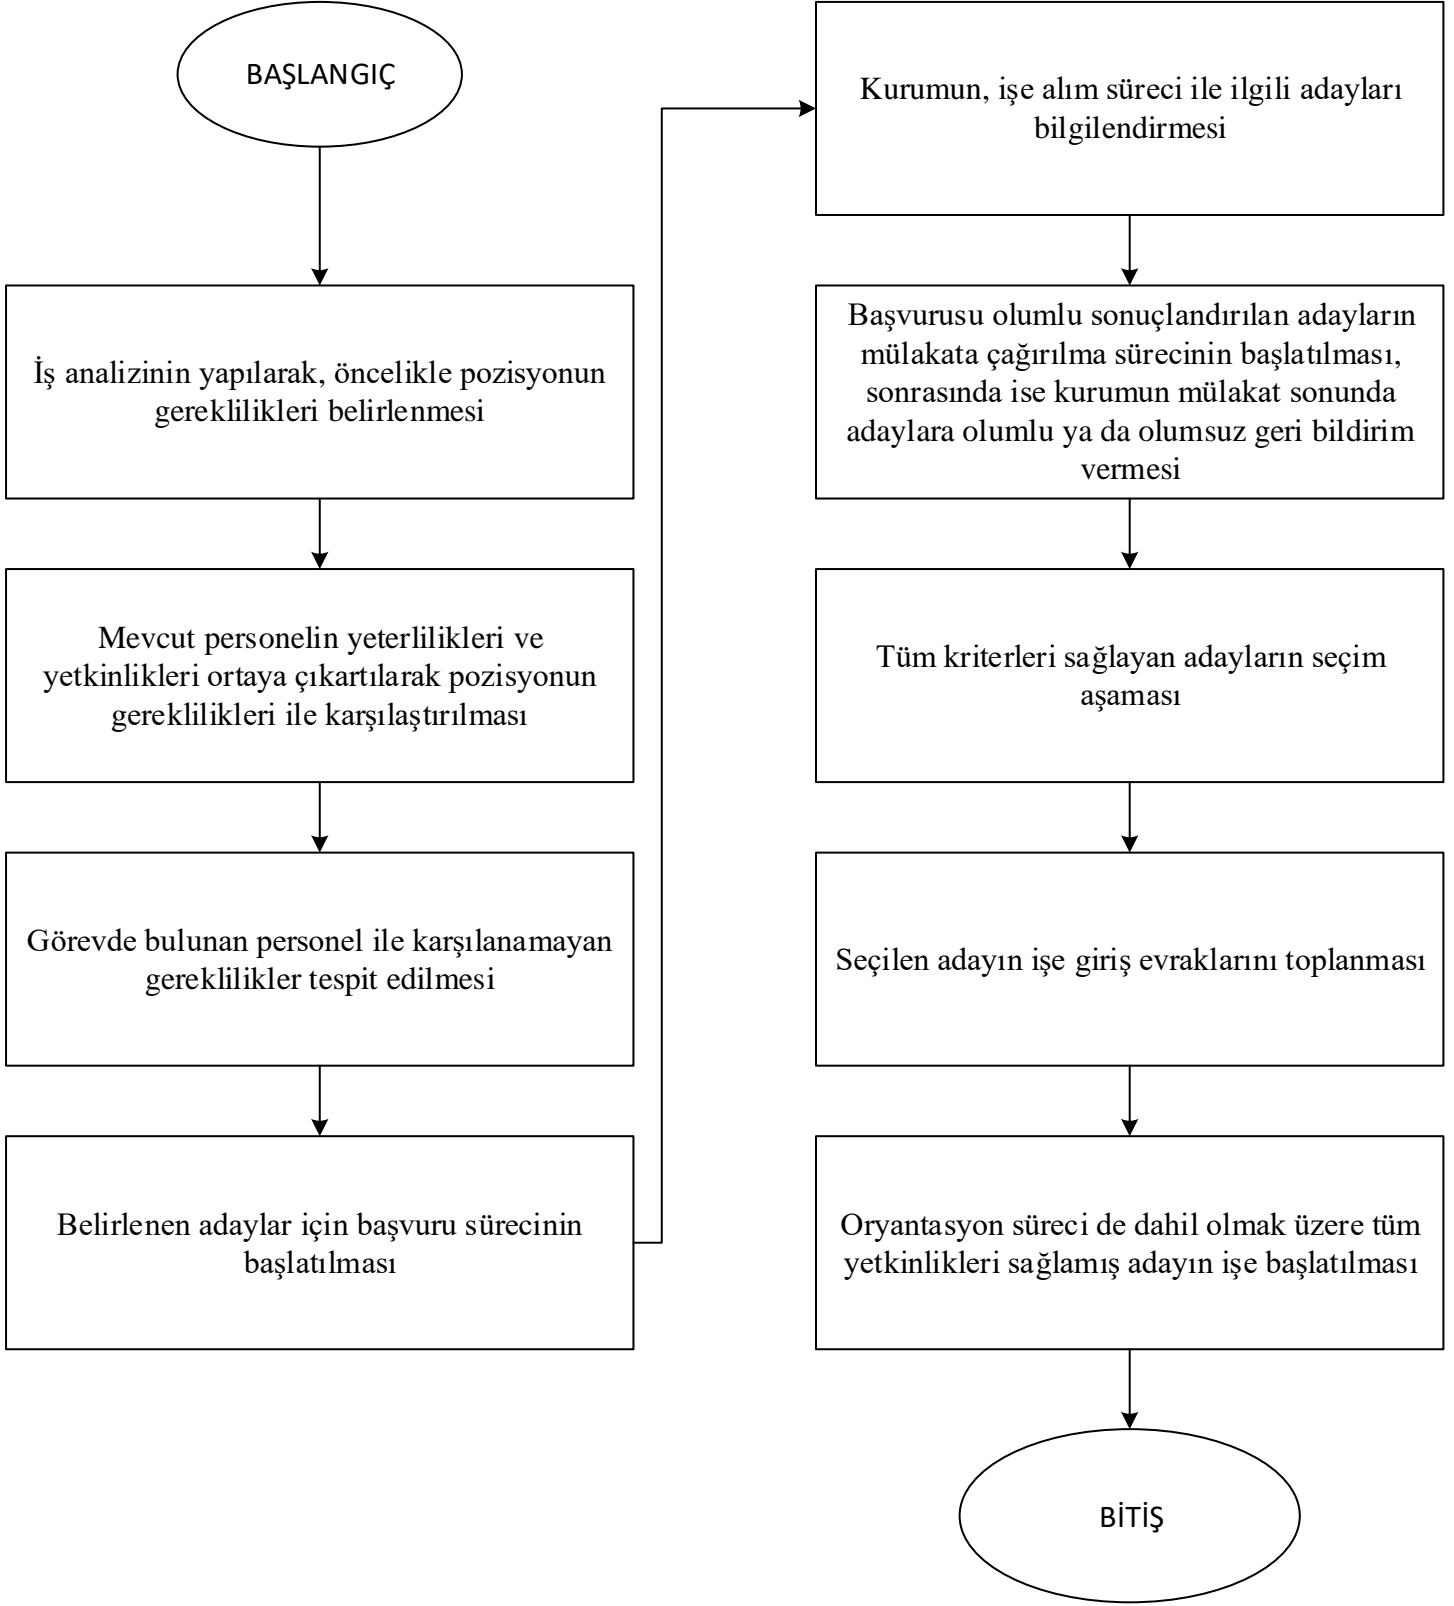 BAŞLANGIÇ
İş analizinin yapılarak, öncelikle pozisyonun
gereklilikleri belirlenmesi
Mevcut personelin yeterlilikleri ve
yetkinlikleri ortaya çıkartılarak pozisyonun
gereklilikleri ile karşılaştırılması
Görevde bulunan personel ile karşılanamayan
gereklilikler tespit edilmesi
Belirlenen adaylar için başvuru sürecinin
başlatılması
Kurumun, işe alım süreci ile ilgili adayları
bilgilendirmesi
Başvurusu olumlu sonuçlandırılan adayların
mülakata çağırılma sürecinin başlatılması,
sonrasında ise kurumun mülakat sonunda
adaylara olumlu ya da olumsuz geri bildirim
vermesi
Tüm kriterleri sağlayan adayların seçim
aşaması
Seçilen adayın işe giriş evraklarını toplanması
Oryantasyon süreci de dahil olmak üzere tüm
yetkinlikleri sağlamış adayın işe başlatılması
BİTİŞ